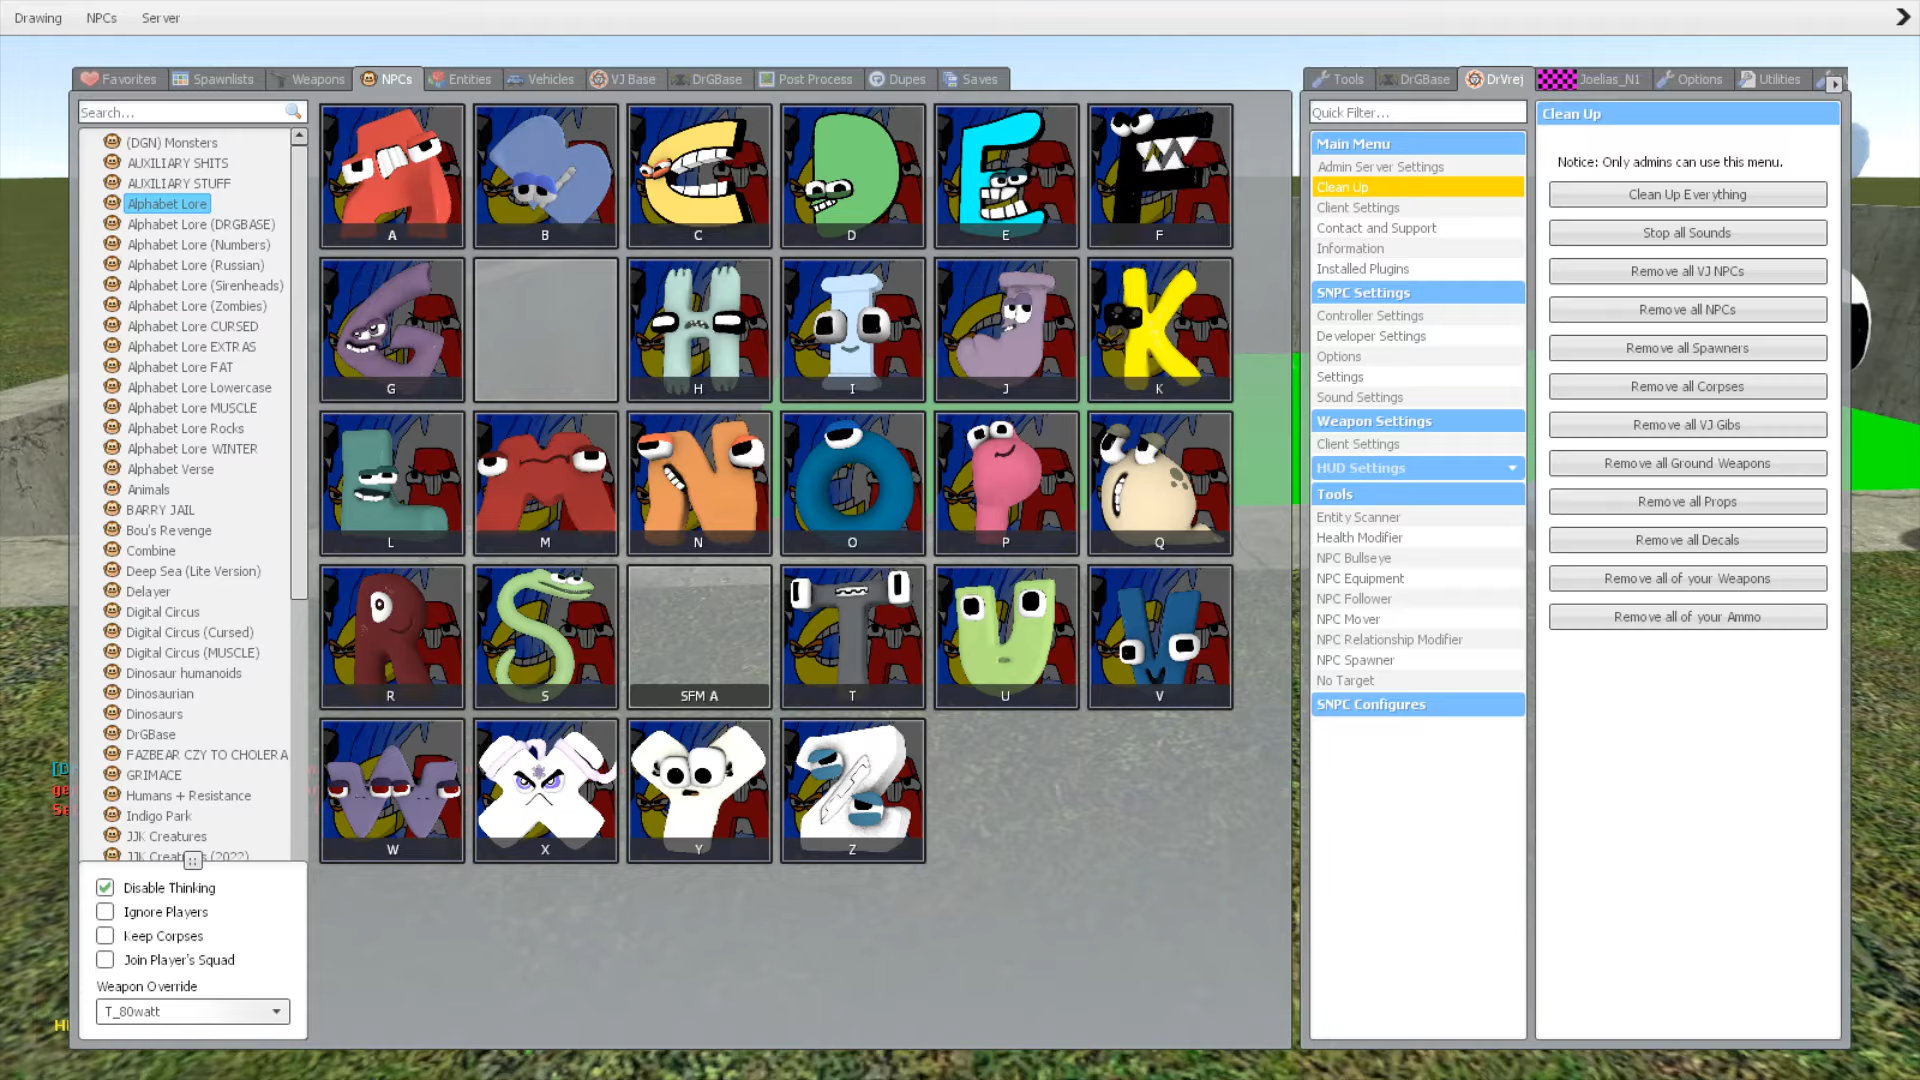 Drawing NPCs Server
Favorites Spawnlists Weapons NPCs Entities Vehicles VJ Base DrGBase Post Process Dupes Saves
Search...
(DGN) Monsters
AUXILIARY SHITS
AUXILIARY STUFF
Alphabet Lore
Alphabet Lore (DRGBASE)
Alphabet Lore (Numbers)
Alphabet Lore (Russian)
Alphabet Lore (Sirenheads)
Alphabet Lore (Zombies)
Alphabet Lore CURSED
Alphabet Lore EXTRAS
Alphabet Lore FAT
Alphabet Lore Lowercase
Alphabet Lore MUSCLE
Alphabet Lore Rocks
Alphabet Lore WINTER
Alphabet Verse
Animals
BARRY JAIL
Bou's Revenge
Combine
Deep Sea (Lite Version)
Delayer
Digital Circus
Digital Circus (Cursed)
Digital Circus (MUSCLE)
Dinosaur humanoids
Dinosaurian
Dinosaurs
DrGBase
FAZBEAR CZY TO CHOLERA
GRIMACE
Humans + Resistance
Indigo Park
JJK Creatures
Disable Thinking
Ignore Players
Keep Corpses
Join Player's Squad
Weapon Override
T_80watt
A B C D E F
G H I J K
L M N O P Q
R S SFM A T U V
W X Y Z
Tools DrGBase DrVrej Joelias_N1 Options Utilities
Quick Filter...
Main Menu
Admin Server Settings
Clean Up
Client Settings
Contact and Support
Information
Installed Plugins
SNPC Settings
Controller Settings
Developer Settings
Options
Settings
Sound Settings
Weapon Settings
Client Settings
HUD Settings
Tools
Entity Scanner
Health Modifier
NPC Bullseye
NPC Equipment
NPC Follower
NPC Mover
NPC Relationship Modifier
NPC Spawner
No Target
SNPC Configures
Clean Up
Notice: Only admins can use this menu.
Clean Up Everything
Stop all Sounds
Remove all VJ NPCs
Remove all NPCs
Remove all Spawners
Remove all Corpses
Remove all VJ Gibs
Remove all Ground Weapons
Remove all Props
Remove all Decals
Remove all of your Weapons
Remove all of your Ammo